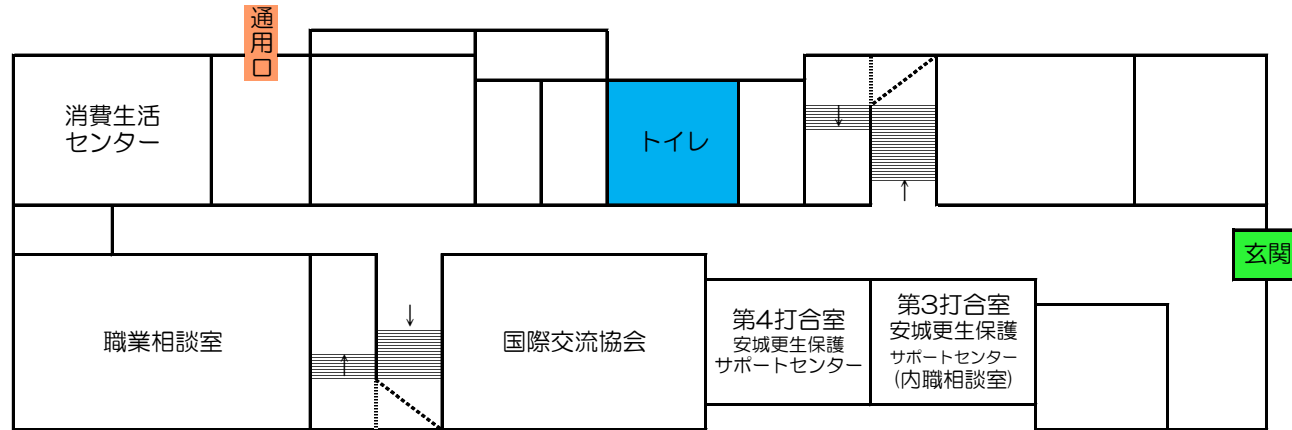 通用口
消費生活
センター
トイレ
玄関
職業相談室
国際交流協会
第4打合室
安城更生保護
サポートセンター
第3打合室
安城更生保護
サポートセンター
(内職相談室)